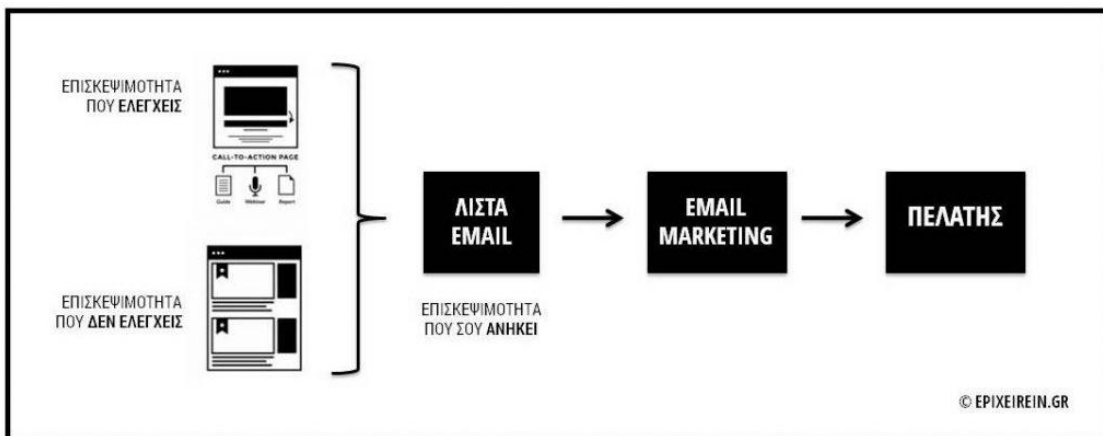 ΕΠΙΣΚΕΨΙΜΟΤΗΤΑ
ΠΟΥ ΕΛΕΓΧΕΙΣ
CALL-TO-ACTION PAGE
Guide Webinar Report
ΕΠΙΣΚΕΨΙΜΟΤΗΤΑ
ΠΟΥ ΔΕΝ ΕΛΕΓΧΕΙΣ
ΛΙΣΤΑ
EMAIL
ΕΠΙΣΚΕΨΙΜΟΤΗΤΑ
ΠΟΥ ΣΟΥ ΑΝΗΚΕΙ
EMAIL
MARKETING
ΠΕΛΑΤΗΣ
© EPIXEIREIN.GR